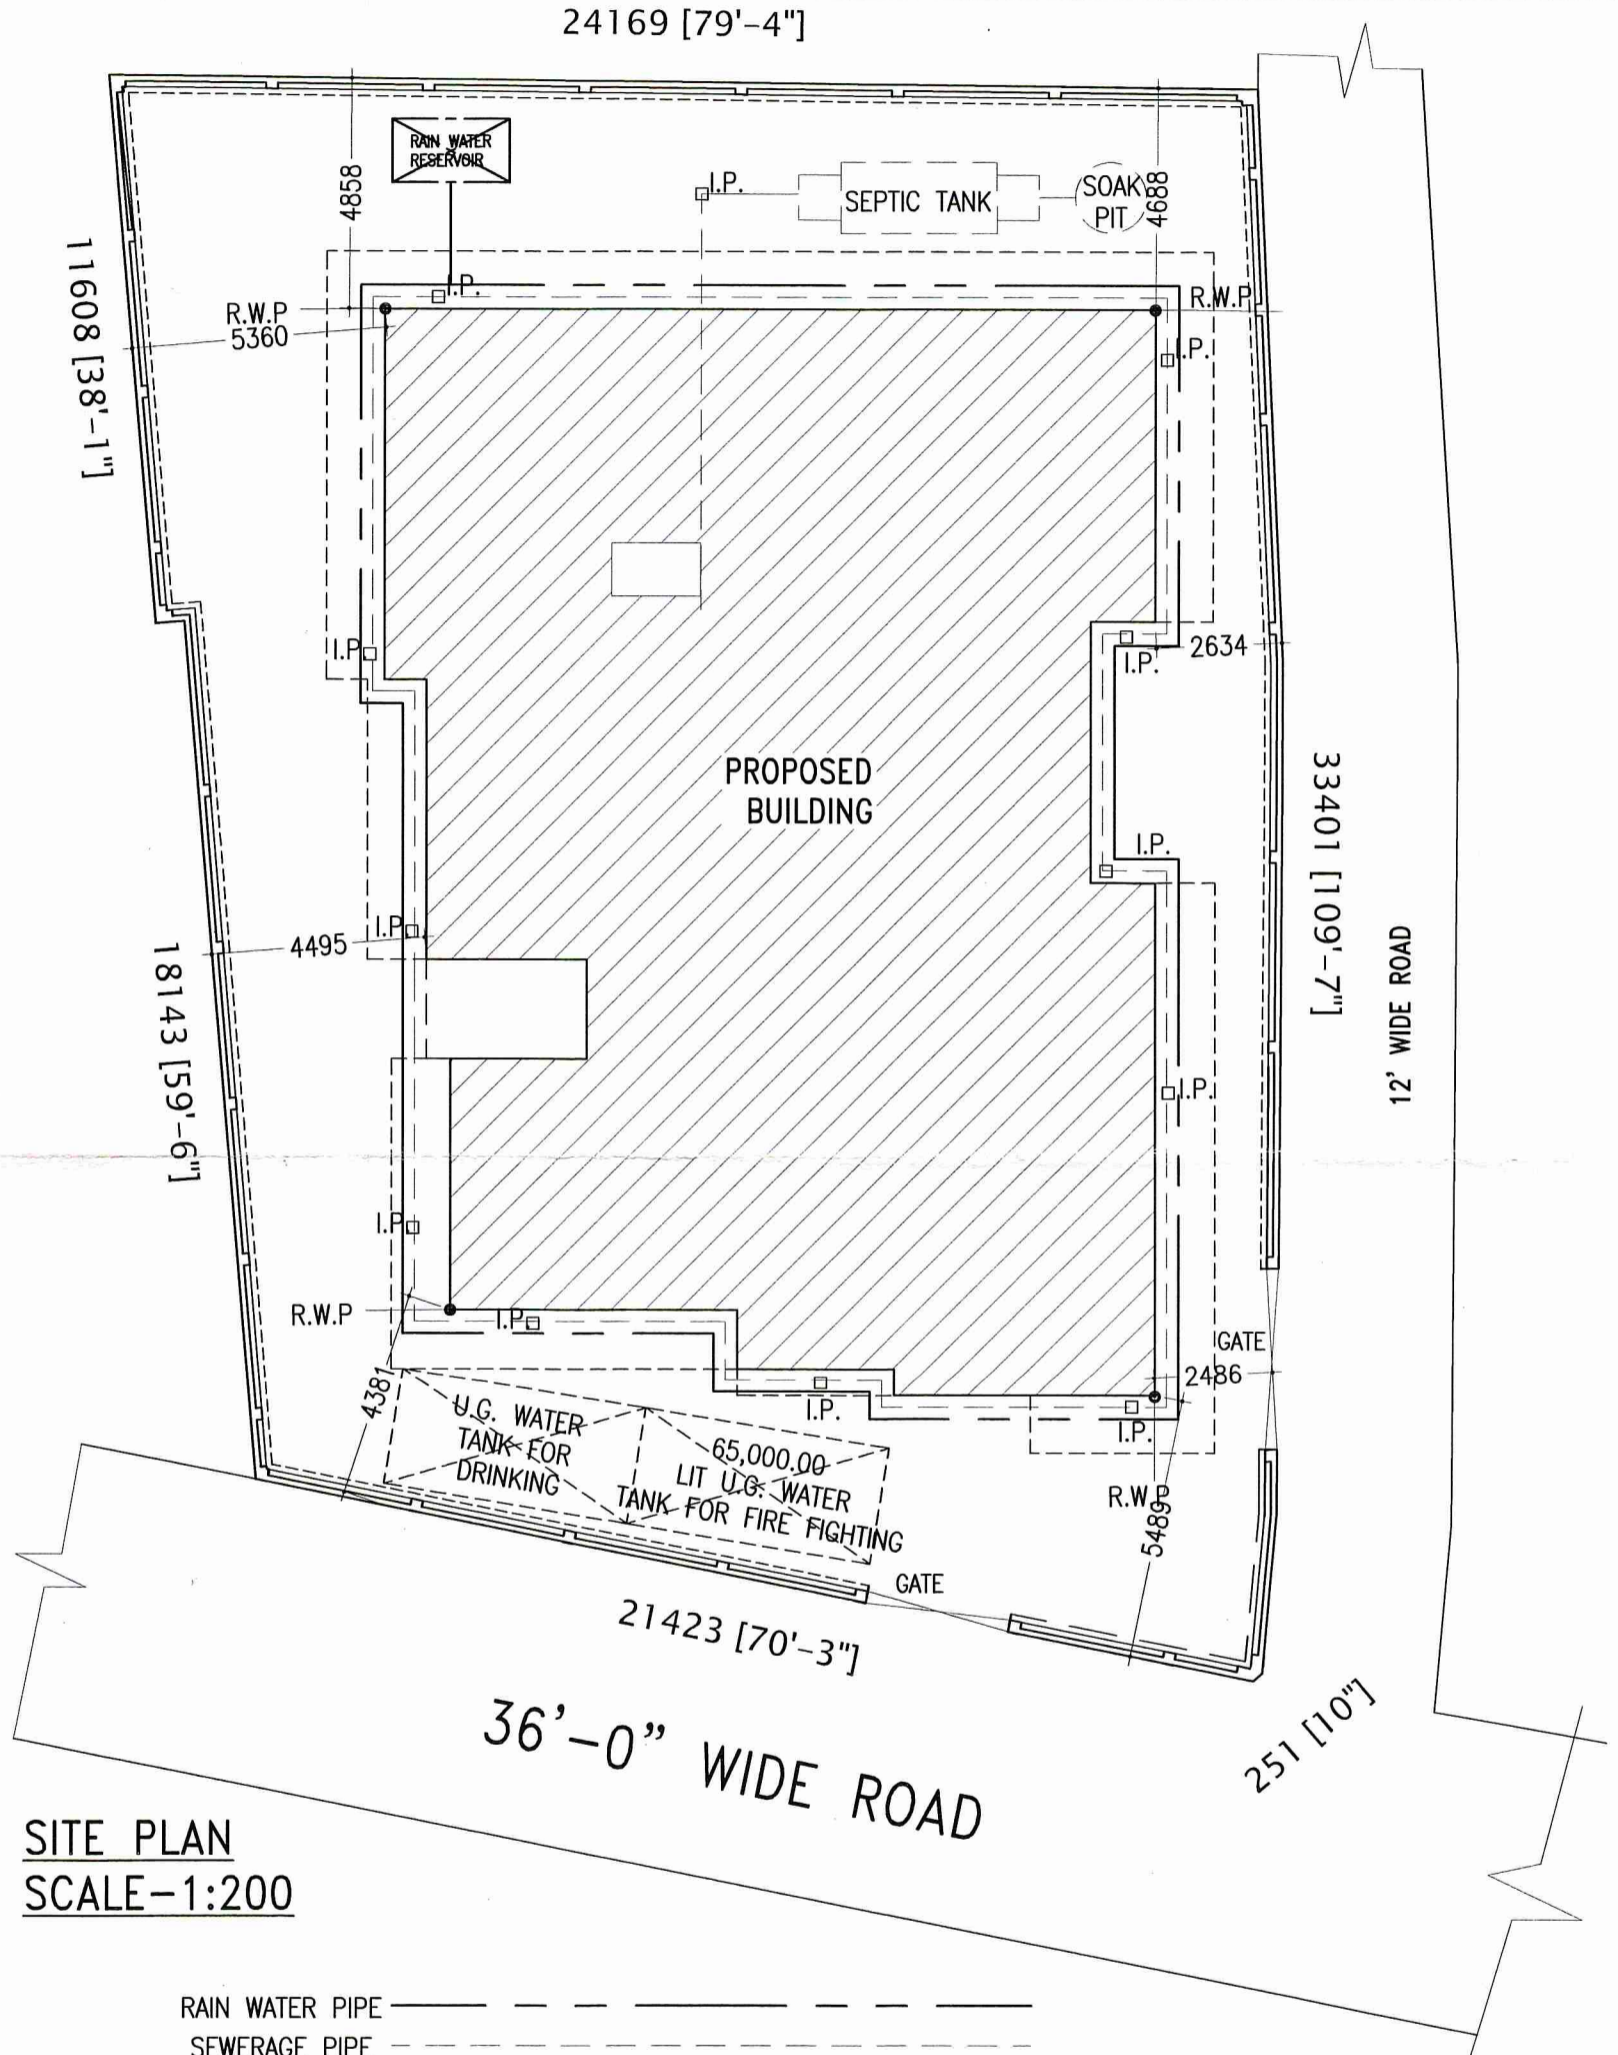 24169 [79'-4"]
RAIN WATER
RESERVOIR
4858
I.P.
SEPTIC TANK
SOAK
PIT
4688
11608 [38'-1"]
I.P.
R.W.P
R.W.P
5360
I.P.
I.P.
I.P.
2634
PROPOSED
BUILDING
33401 [109'-7"]
I.P.
12' WIDE ROAD
I.P.
4495
18143 [59'-6"]
I.P.
I.P.
R.W.P
I.P.
GATE
2486
4381
U.G. WATER
TANK FOR
DRINKING
65,000.00
LIT U.G. WATER
TANK FOR FIRE FIGHTING
I.P.
I.P.
R.W.P
5489
GATE
21423 [70'-3"]
36'-0" WIDE ROAD
251 [10"]
SITE PLAN
SCALE-1:200
RAIN WATER PIPE
SEWERAGE PIPE